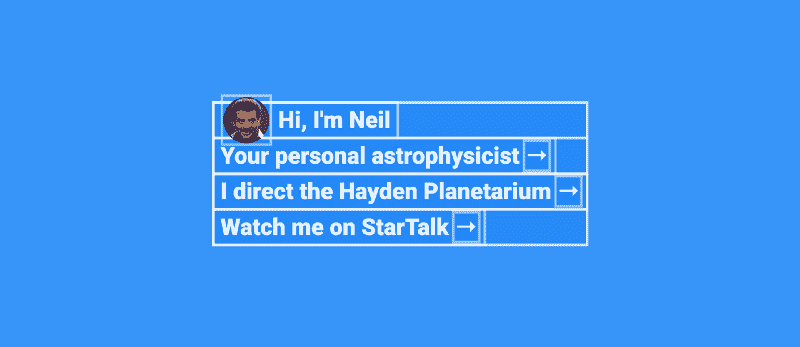 Hi, I'm Neil
Your personal astrophysicist →
I direct the Hayden Planetarium →
Watch me on StarTalk →